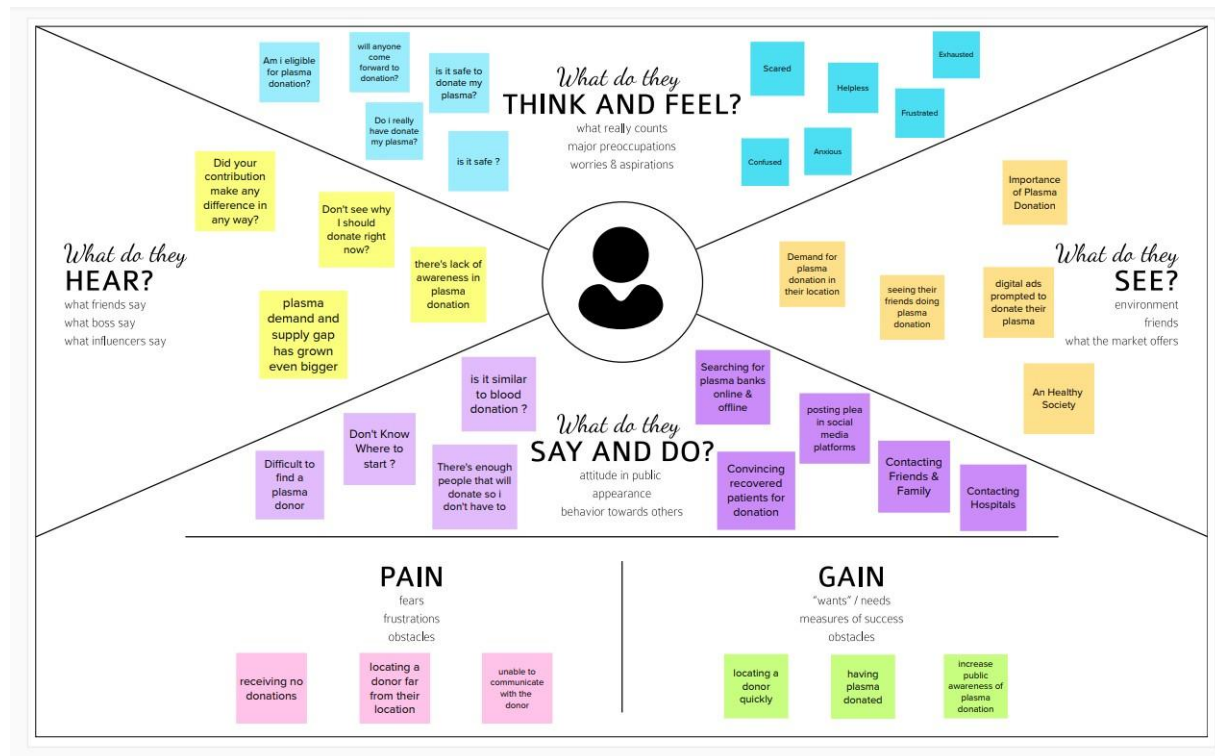 Am i eligible
for plasma
donation?
will anyone
come
forward to
donation?
is it safe to
donate my
plasma?
Do i really
have donate
my plasma?
is it safe ?
What do they
THINK AND FEEL?
what really counts
major preoccupations
worries & aspirations
Scared
Helpless
Exhausted
Frustrated
Confused
Anxious
What do they
HEAR?
what friends say
what boss say
what influencers say
Did your
contribution
make any
difference in
any way?
Don't see why
I should
donate right
now?
there's lack of
awareness in
plasma
donation
plasma
demand and
supply gap
has grown
even bigger
What do they
SEE?
environment
friends
what the market offers
Importance
of Plasma
Donation
Demand for
plasma
donation in
their location
seeing their
friends doing
plasma
donation
digital ads
prompted to
donate their
plasma
An Healthy
Society
What do they
SAY AND DO?
attitude in public
appearance
behavior towards others
is it similar
to blood
donation ?
Don't Know
Where to
start ?
Difficult to
find a
plasma
donor
There's enough
people that will
donate so i
don't have to
Searching for
plasma banks
online &
offline
posting plea
in social
media
platforms
Convincing
recovered
patients for
donation
Contacting
Friends &
Family
Contacting
Hospitals
PAIN
fears
frustrations
obstacles
receiving no
donations
locating a
donor far
from their
location
unable to
communicate
with the
donor
GAIN
"wants" / needs
measures of success
obstacles
locating a
donor
quickly
having
plasma
donated
increase
public
awareness of
plasma
donation